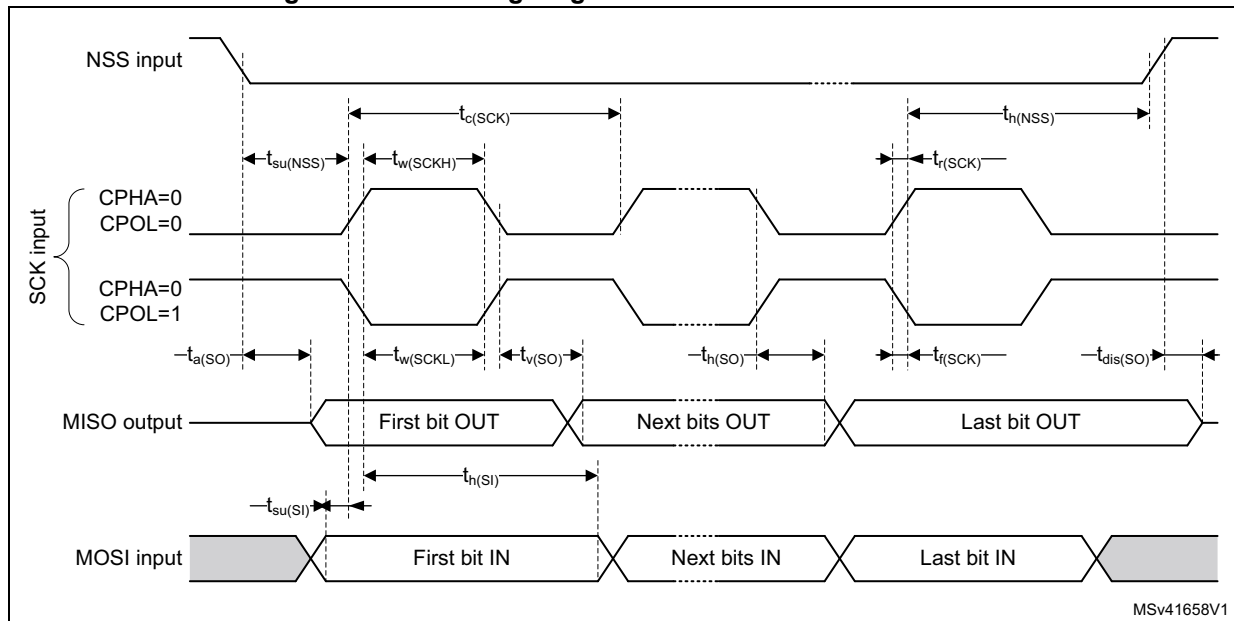 NSS input
tc(SCK)
th(NSS)
tsu(NSS)
tw(SCKH)
tr(SCK)
SCK input
CPHA=0
CPOL=0
CPHA=0
CPOL=1
ta(SO)
tw(SCKL)
tv(SO)
th(SO)
tf(SCK)
tdis(SO)
MISO output
First bit OUT
Next bits OUT
Last bit OUT
th(SI)
tsu(SI)
MOSI input
First bit IN
Next bits IN
Last bit IN
MSv41658V1